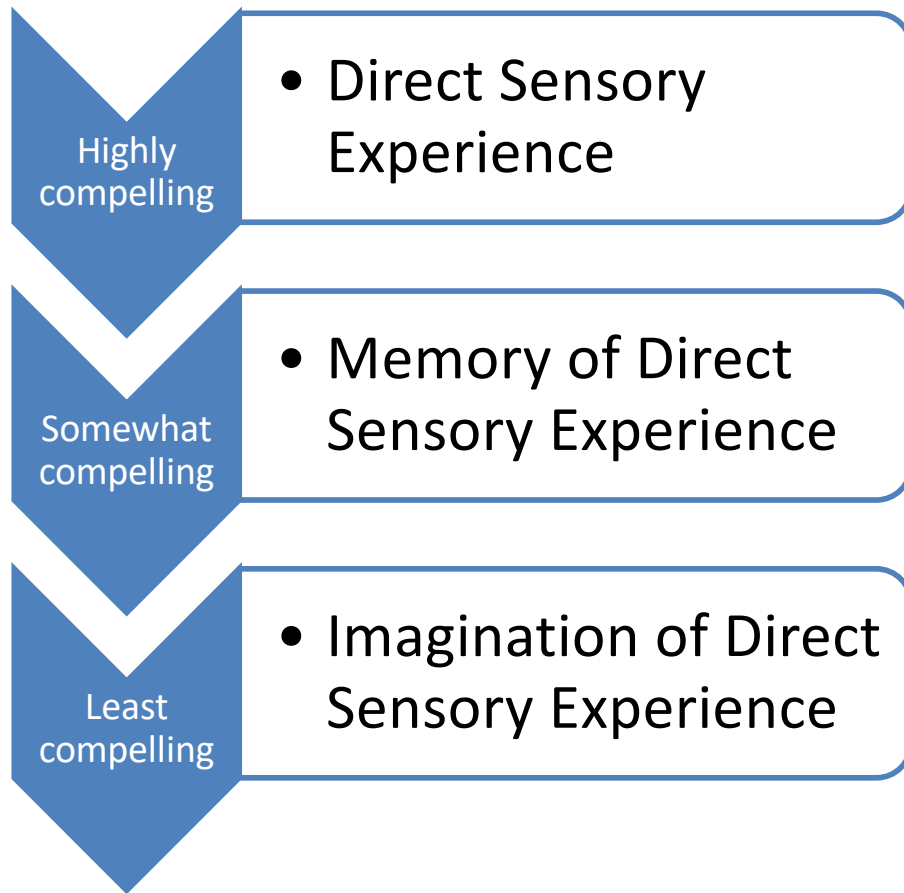 Highly
compelling
• Direct Sensory
Experience
Somewhat
compelling
• Memory of Direct
Sensory Experience
Least
compelling
• Imagination of Direct
Sensory Experience